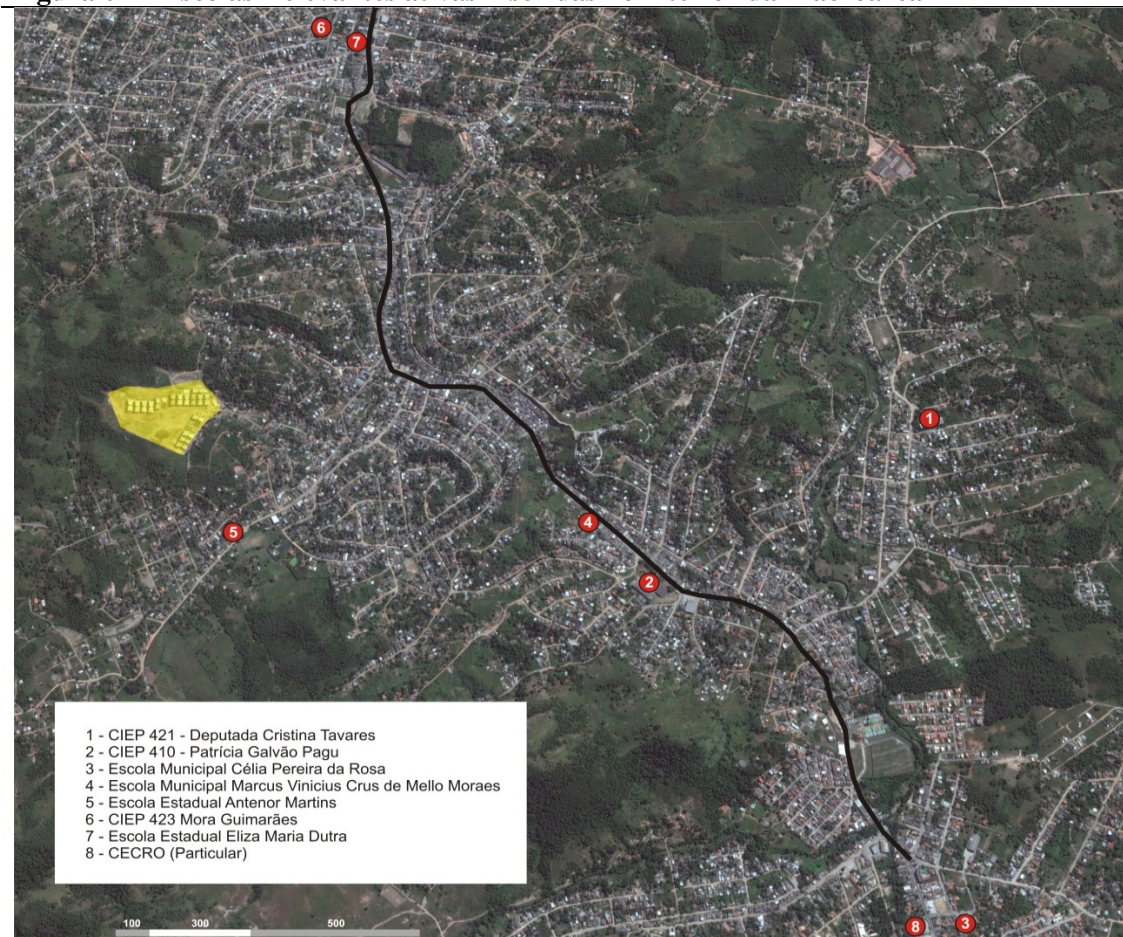 6
7
1
5
4
2
1 - CIEP 421 - Deputada Cristina Tavares
2 - CIEP 410 - Patrícia Galvão Pagu
3 - Escola Municipal Célia Pereira da Rosa
4 - Escola Municipal Marcus Vinicius Crus de Mello Moraes
5 - Escola Estadual Antenor Martins
6 - CIEP 423 Mora Guimarães
7 - Escola Estadual Eliza Maria Dutra
8 - CECRO (Particular)
100 300 500
8 3